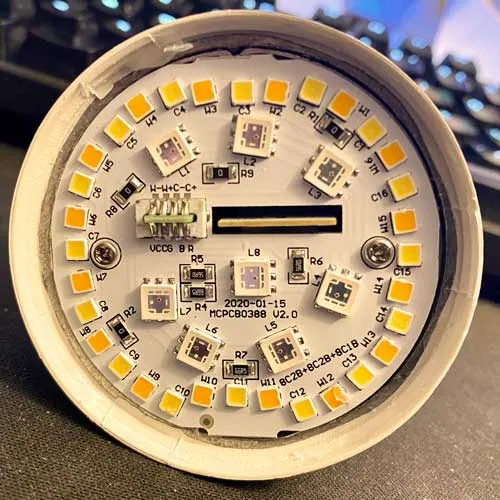 C4
W3
C3
W2
C2
W1
W4
C5
R1
C1
L1
L2
R9
0
L3
W5
W16
C6
R8
0
W-W+C-C+
C16
W6
W15
C7
VCCG B R
L8
R6
C15
W7
R5
R4
L4
W14
2020-01-15
MCPCB0388 V2.0
L7
C8
C14
W8
R2
0
L6
L5
W13
R7
8C2B+8C2B+8C1B
C9
C13
W9
C10
W10
C11
W11
C12
W12